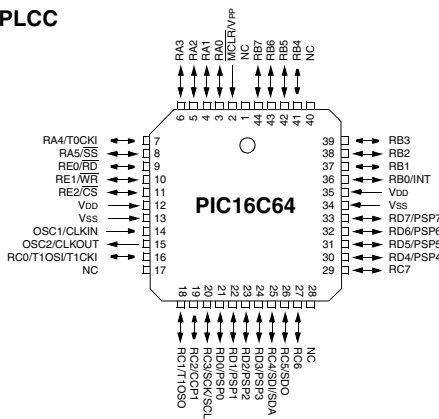 PLCC
RA3
RA2
RA1
RA0
MCLR/VPP
NC
RB7
RB6
RB5
RB4
NC
6
5
4
3
2
1
44
43
42
41
40
RA4/T0CKI 7
RA5/SS 8
RE0/RD 9
RE1/WR 10
RE2/CS 11
VDD 12
VSS 13
OSC1/CLKIN 14
OSC2/CLKOUT 15
RC0/T1OSI/T1CKI 16
NC 17
PIC16C64
39 RB3
38 RB2
37 RB1
36 RB0/INT
35 VDD
34 VSS
33 RD7/PSP7
32 RD6/PSP6
31 RD5/PSP5
30 RD4/PSP4
29 RC7
18
19
20
21
22
23
24
25
26
27
28
RC1/T1OSO
RC2/CCP1
RC3/SCK/SCL
RD0/PSP0
RD1/PSP1
RD2/PSP2
RD3/PSP3
RC4/SDI/SDA
RC5/SDO
RC6
NC